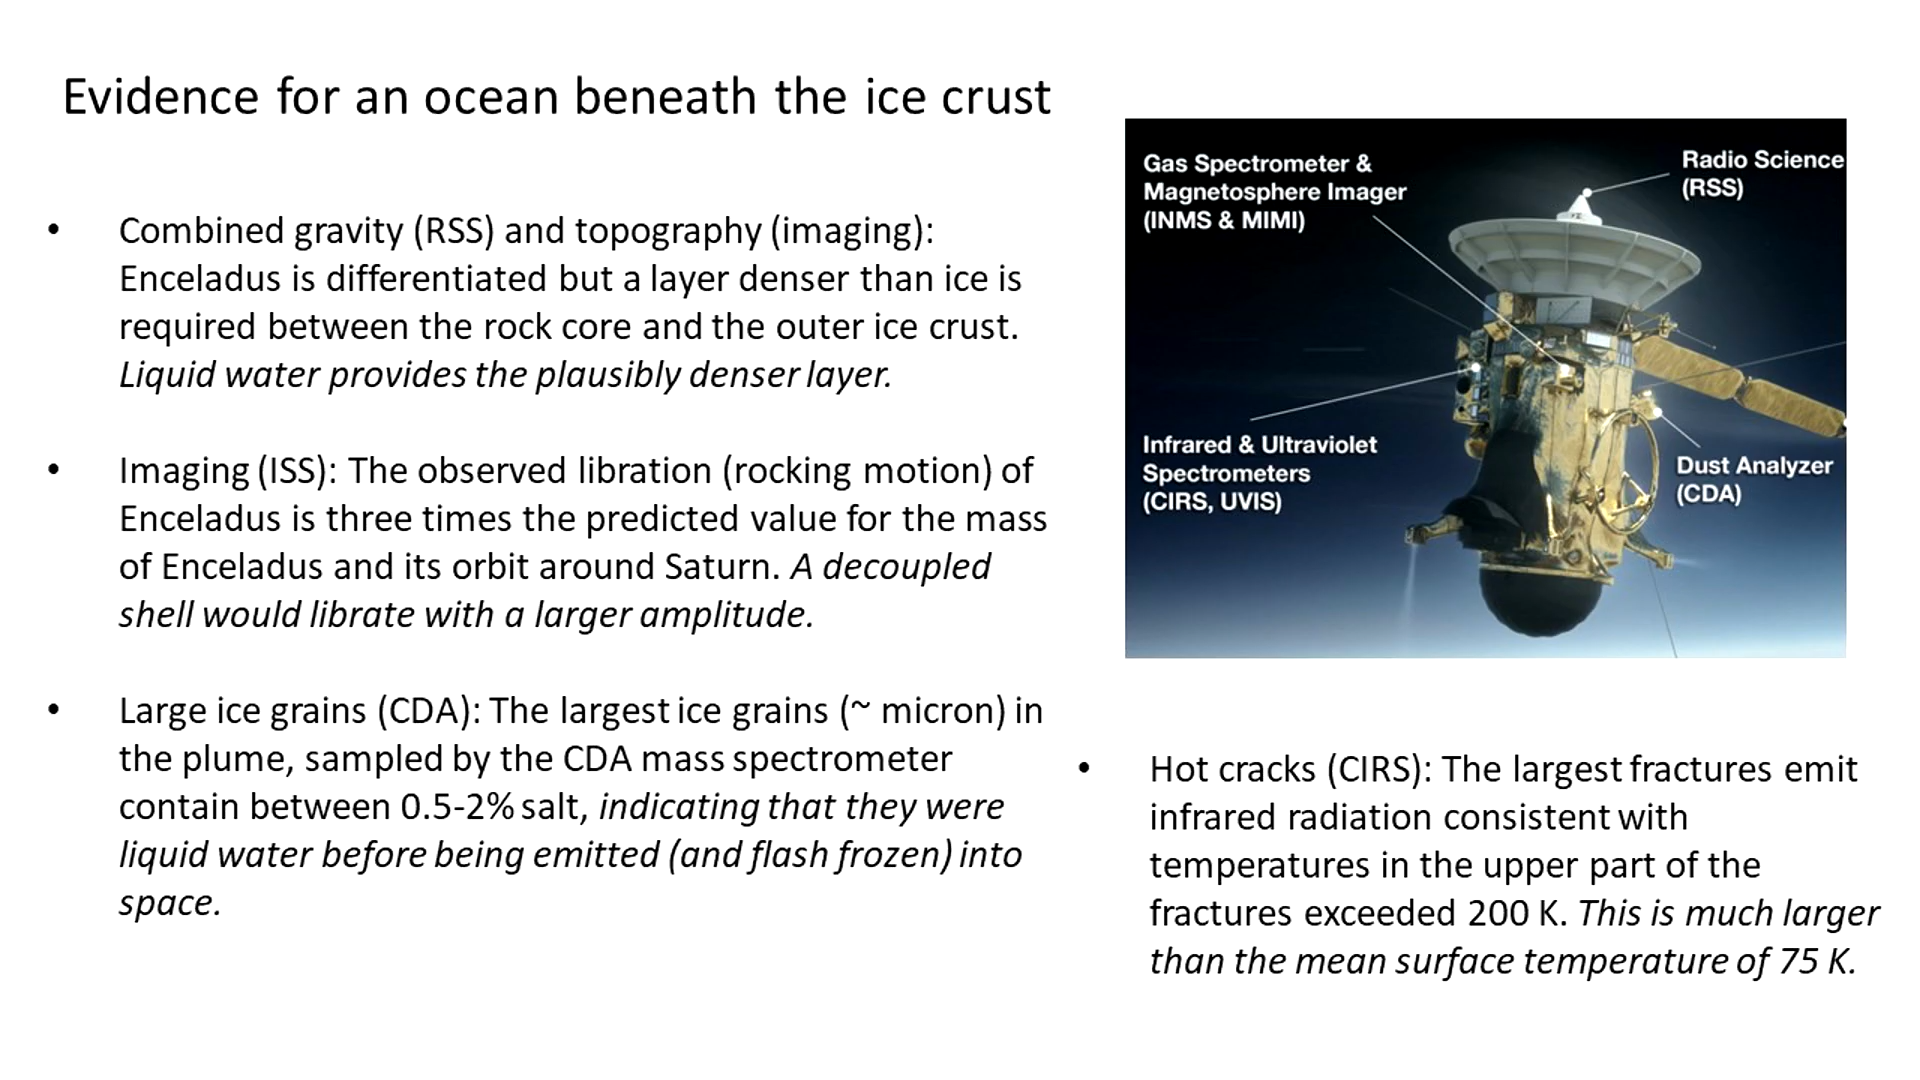 Evidence for an ocean beneath the ice crust
• Combined gravity (RSS) and topography (imaging):
Enceladus is differentiated but a layer denser than ice is
required between the rock core and the outer ice crust.
Liquid water provides the plausibly denser layer.
• Imaging (ISS): The observed libration (rocking motion) of
Enceladus is three times the predicted value for the mass
of Enceladus and its orbit around Saturn. A decoupled
shell would librate with a larger amplitude.
• Large ice grains (CDA): The largest ice grains (~ micron) in
the plume, sampled by the CDA mass spectrometer
contain between 0.5-2% salt, indicating that they were
liquid water before being emitted (and flash frozen) into
space.
Gas Spectrometer &
Magnetosphere Imager
(INMS & MIMI)
Radio Science
(RSS)
Infrared & Ultraviolet
Spectrometers
(CIRS, UVIS)
Dust Analyzer
(CDA)
• Hot cracks (CIRS): The largest fractures emit
infrared radiation consistent with
temperatures in the upper part of the
fractures exceeded 200 K. This is much larger
than the mean surface temperature of 75 K.